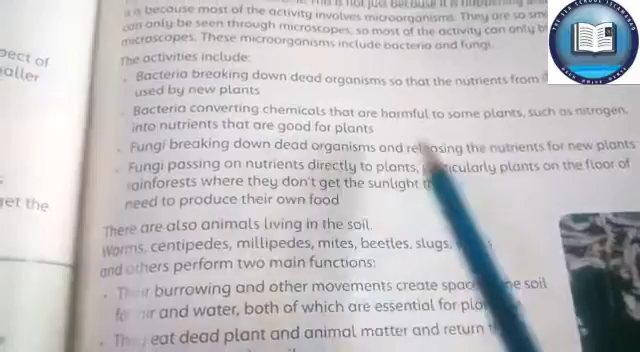 it is because most of the activity involves microorganisms. They are so
can only be seen through microscopes, so most of the activity can only
microscopes. These microorganisms include bacteria and fungi.
The activities include:
Bacteria breaking down dead organisms so that the nutrients from
used by new plants
Bacteria converting chemicals that are harmful to some plants, such as nitrogen,
into nutrients that are good for plants
Fungi breaking down dead organisms and releasing the nutrients for new plants
Fungi passing on nutrients directly to plants, particularly plants on the floor of
rainforests where they don't get the sunlight
need to produce their own food
There are also animals living in the soil.
Worms, centipedes, millipedes, mites, beetles, slugs,
and others perform two main functions:
Their burrowing and other movements create the soil
for air and water, both of which are essential for
They eat dead plant and animal matter and return
pect of
aller
get the